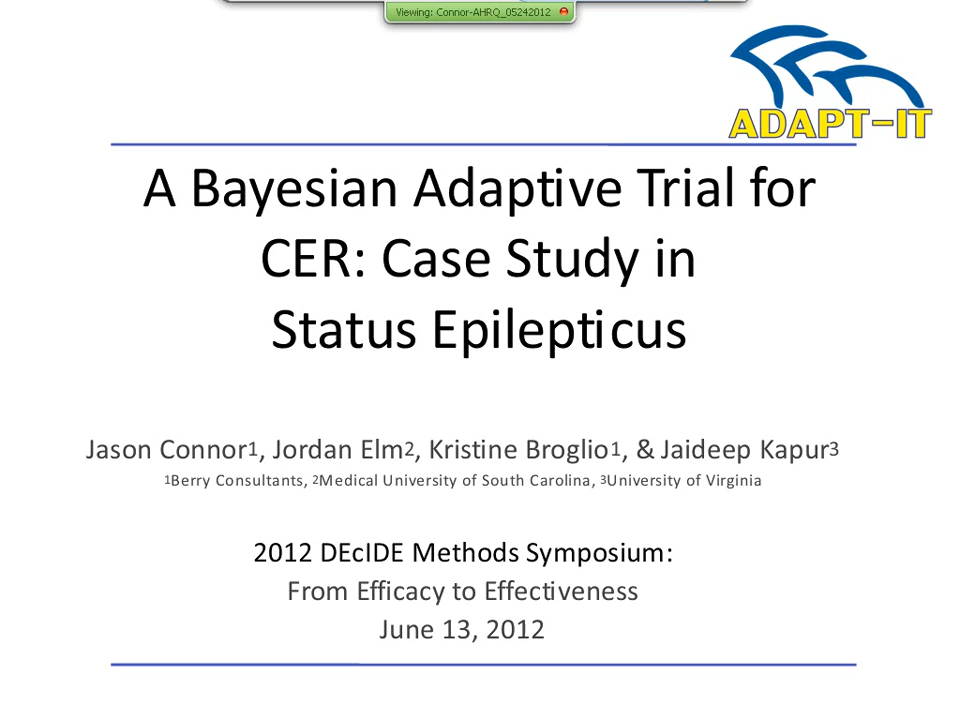 Viewing: Connor-AHRQ_05242012
ADAPT-IT
A Bayesian Adaptive Trial for
CER: Case Study in
Status Epilepticus
Jason Connor1, Jordan Elm2, Kristine Broglio1, & Jaideep Kapur3
1Berry Consultants, 2Medical University of South Carolina, 3University of Virginia
2012 DEcIDE Methods Symposium:
From Efficacy to Effectiveness
June 13, 2012